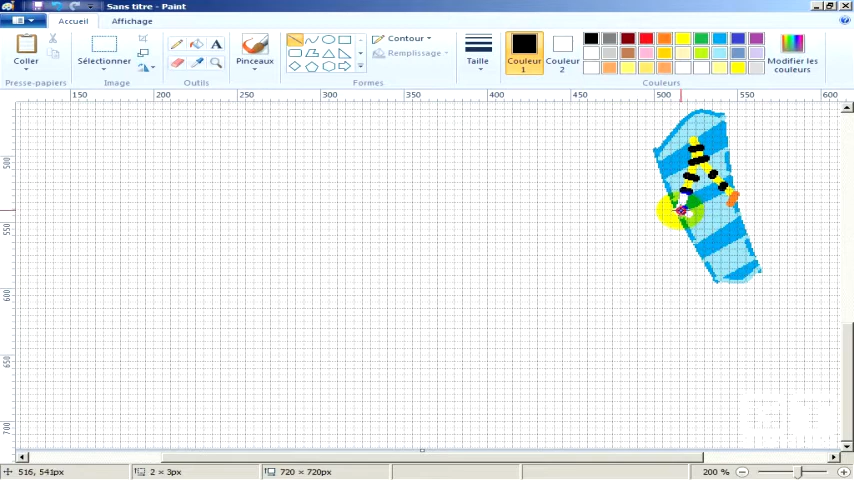 Sans titre - Paint
Accueil Affichage
Coller
Sélectionner
Pinceaux
Contour
Remplissage
Taille
Couleur 1
Couleur 2
Modifier les couleurs
Presse-papiers Image Outils Formes Couleurs
150 200 250 300 350 400 450 500 550 600
500
550
600
650
700
516, 541px 2 × 3px 720 × 720px 200 %